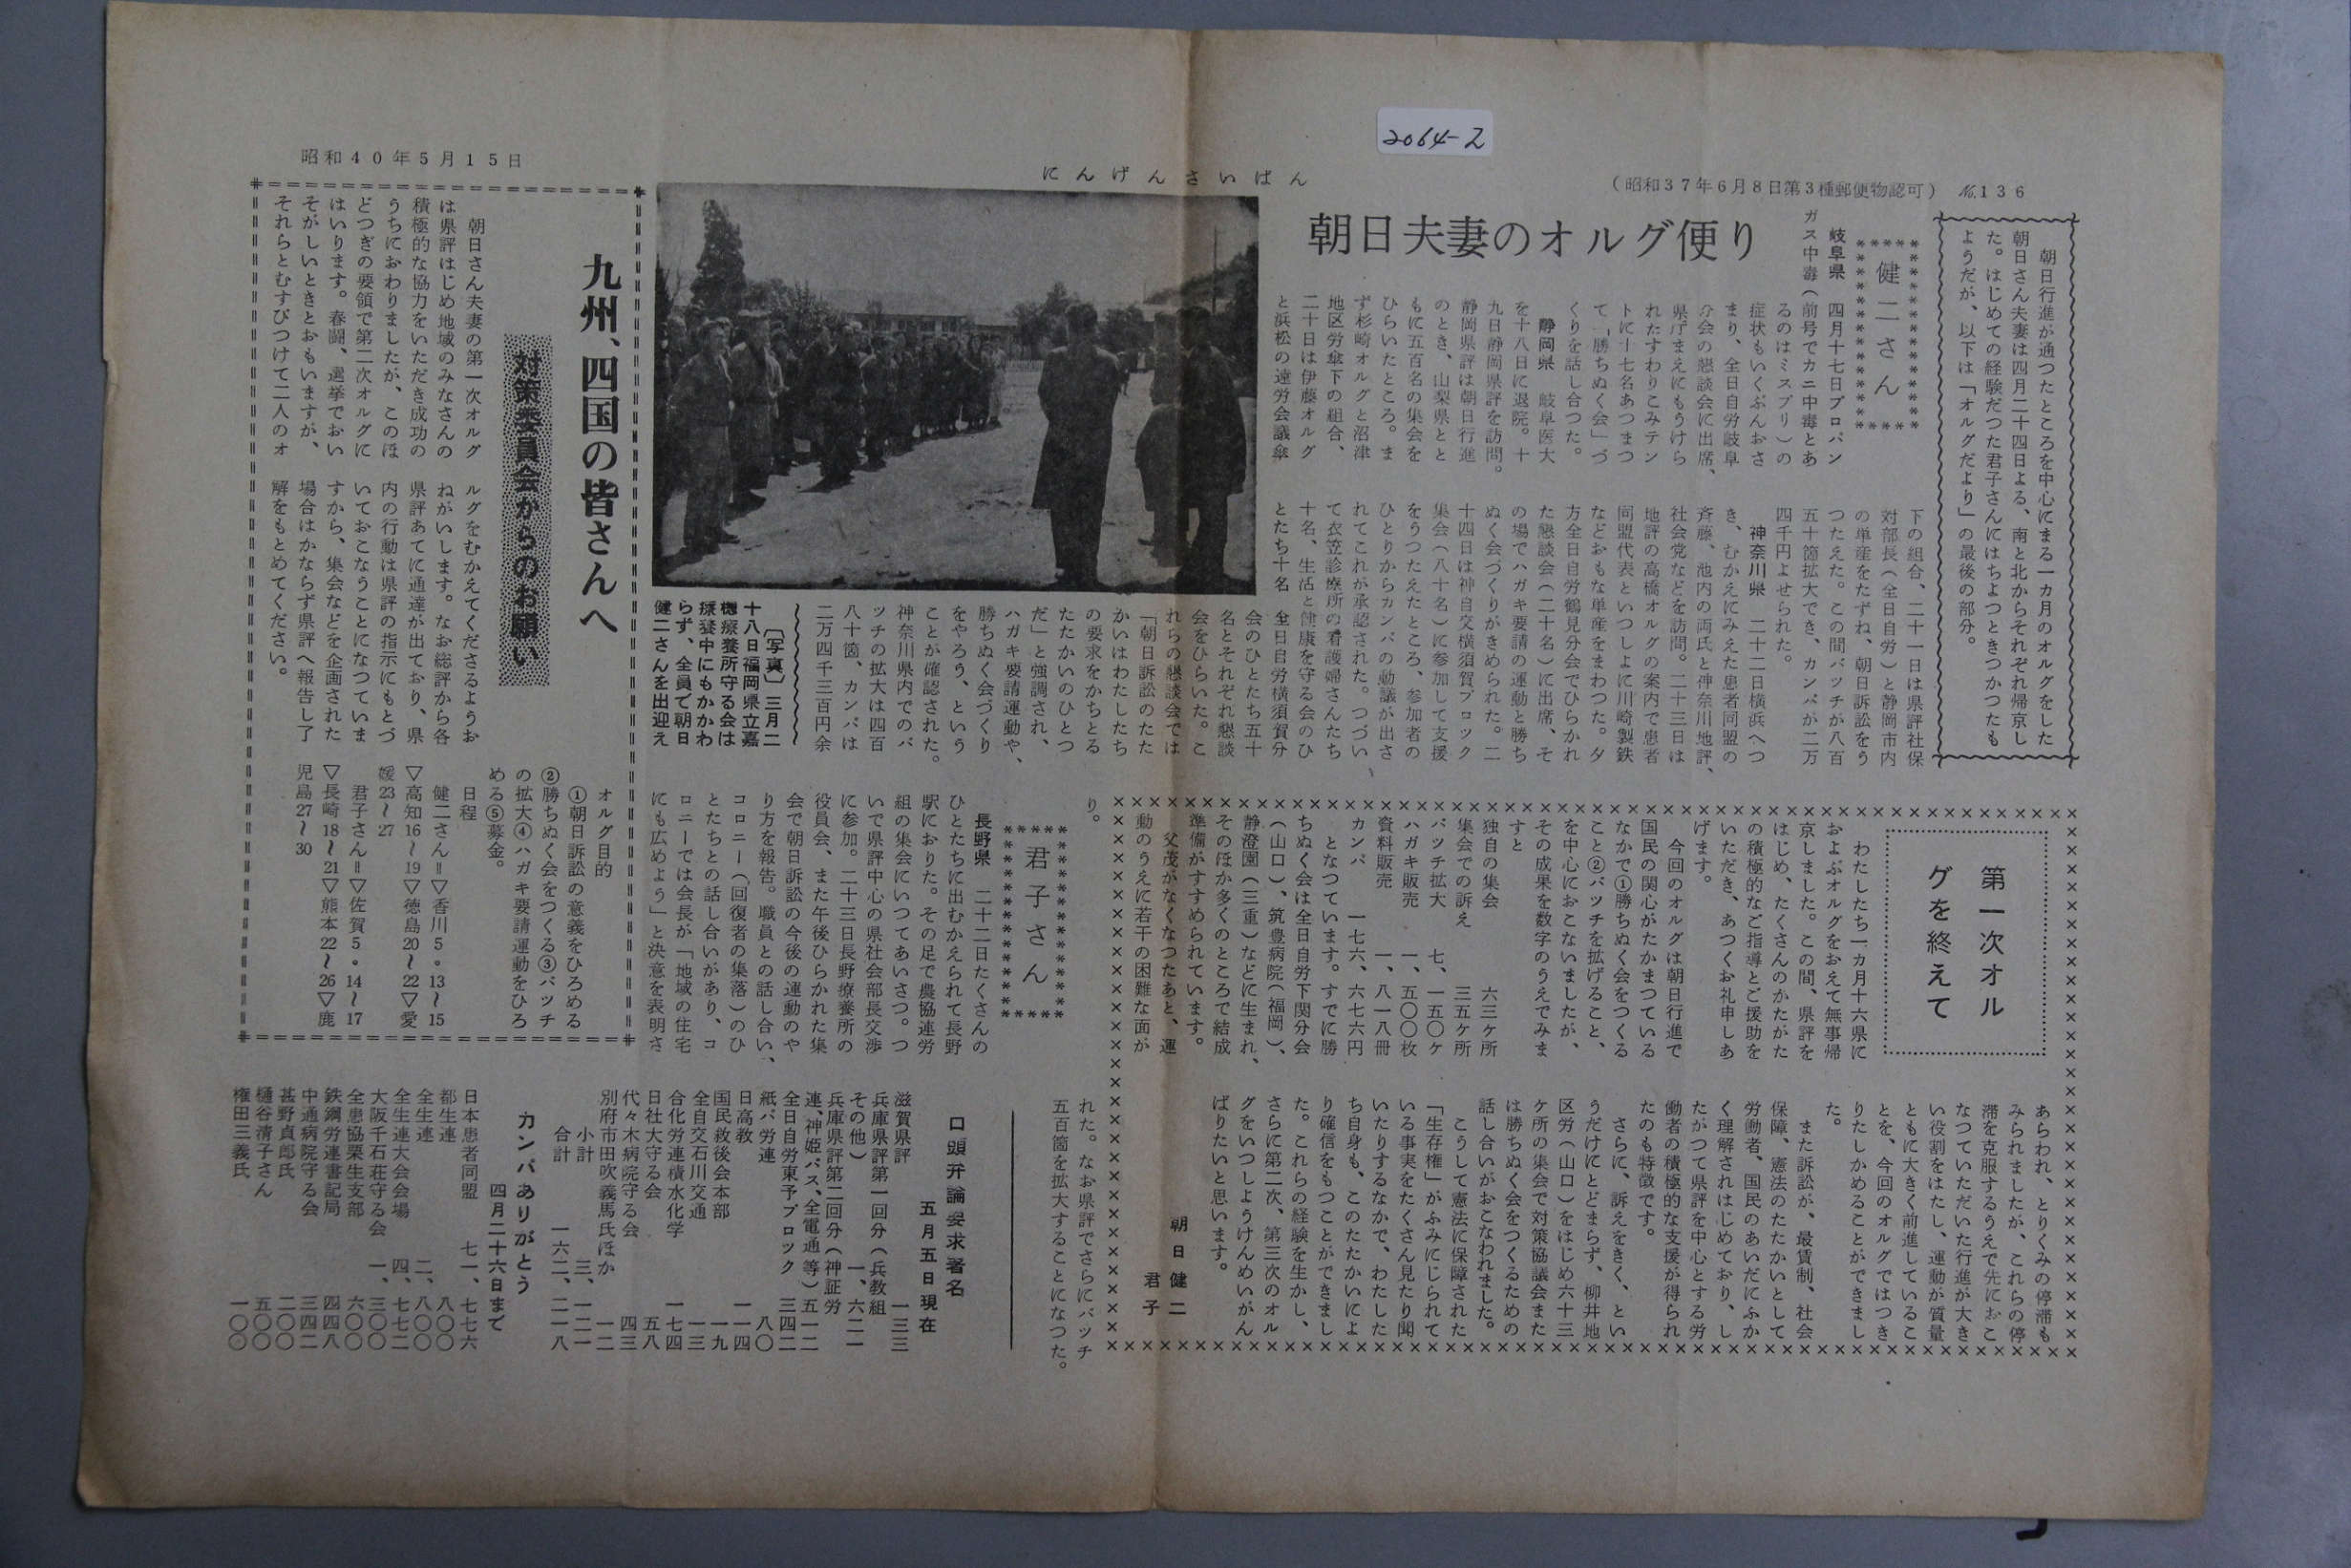 2064-2
(昭和37年6月8日第3種郵便物認可) №136
にんげんさいばん
昭和40年5月15日
朝日行進が通つたところを中心にまる一カ月のオルグをした
朝日さん夫妻は四月二十四日よる、南と北からそれぞれ帰京し
た。はじめての経験だつた君子さんにはちよつときつかつたも
ようだが、以下は「オルグだより」の最後の部分。
朝日夫妻のオルグ便り
健二さん
岐阜県 四月十七日プロパン
ガス中毒(前号でカニ中毒とあ
るのはミスプリ)の
症状もいくぶんおさ
まり、全日自労岐阜
分会の懇談会に出席、
県庁まえにもうけら
れたすわりこみテン
トに十七名あつまつ
て「勝ちぬく会」づ
くりを話し合つた。
静岡県 岐阜医大
を十八日に退院。十
九日静岡県評を訪問。
静岡県評は朝日行進
のとき、山梨県とと
もに五百名の集会を
ひらいたところ。ま
ず杉崎オルグと沼津
地区労傘下の組合、
二十日は伊藤オルグ
と浜松の遠労会議傘
下の組合、二十一日は県評社保
対部長(全日自労)と静岡市内
の単産をたずね、朝日訴訟をう
つたえた。この間バツチが八百
五十箇拡大でき、カンパが二万
四千円よせられた。
神奈川県 二十二日横浜へつ
き、むかえにみえた患者同盟の
斉藤、池内の両氏と神奈川地評、
社会党などを訪問。二十三日は
地評の高橋オルグの案内で患者
同盟代表といつしよに川崎製鉄
などおもな単産をまわつた。夕
方全日自労鶴見分会でひらかれ
た懇談会(二十名)に出席、そ
の場でハガキ要請の運動と勝ち
ぬく会づくりがきめられた。二
十四日は神自交横須賀ブロック
集会(八十名)に参加して支援
をうつたえたところ、参加者の
ひとりからカンパの動議が出さ
れてこれが承認された。つづい
て衣笠診療所の看護婦さんたち
十名、生活と健康を守る会のひ
とたち十名 全日自労横須賀分
会のひとたち五十
名とそれぞれ懇談
会をひらいた。こ
れらの懇談会では
「朝日訴訟のたた
かいはわたしたち
の要求をかちとる
たたかいのひとつ
だ」と強調され、
ハガキ要請運動や、
勝ちぬく会づくり
をやろう、という
ことが確認された。
神奈川県内でのバ
ツチの拡大は四百
八十箇、カンパは
二万四千三百円余
り。
〔写真〕三月二
十八日福岡県立嘉
穂療養所守る会は
療養中にもかかわ
らず、全員で朝日
健二さんを出迎え
君子さん
長野県 二十二日たくさんの
ひとたちに出むかえられて長野
駅におりた。その足で農協連労
組の集会にいつてあいさつ。つ
いで県評中心の県社会部長交渉
に参加。二十三日長野療養所の
役員会、また午後ひらかれた集
会で朝日訴訟の今後の運動のや
り方を報告。職員との話し合い、
コロニー(回復者の集落)のひ
とたちとの話し合いがあり、コ
ロニーでは会長が「地域の住宅
にも広めよう」と決意を表明さ
れた。なお県評でさらにバッチ
五百箇を拡大することになつた。
第一次オル
グを終えて
わたしたち一カ月十六県に
およぶオルグをおえて無事帰
京しました。この間、県評を
はじめ、たくさんのかたがた
の積極的なご指導とご援助を
いただき、あつくお礼申しあ
げます。
今回のオルグは朝日行進で
国民の関心がたかまつている
なかで①勝ちぬく会をつくる
こと②バッチを拡げること、
を中心におこないましたが、
その成果を数字のうえでみま
すと
独自の集会 六三ケ所
集会での訴え 三五ケ所
バッチ拡大 七、一五〇ケ
ハガキ販売 一、五〇〇枚
資料販売 一、八一八冊
カンパ 一七六、六七六円
となつています。すでに勝
ちぬく会は全日自労下関分会
(山口)、筑豊病院(福岡)、
静澄園(三重)などに生まれ、
そのほか多くのところで結成
準備がすすめられています。
父茂がなくなつたあと、運
動のうえに若干の困難な面が
あらわれ、とりくみの停滞も
みられましたが、これらの停
滞を克服するうえで先におこ
なつていただいた行進が大き
い役割をはたし、運動が質量
ともに大きく前進しているこ
とを、今回のオルグではつき
りたしかめることができまし
た。
また訴訟が、最賃制、社会
保障、憲法のたたかいとして
労働者、国民のあいだにふか
く理解されはじめており、し
たがつて県評を中心とする労
働者の積極的な支援が得られ
たのも特徴です。
さらに、訴えをきく、とい
うだけにとどまらず、柳井地
区労(山口)をはじめ六十三
ケ所の集会で対策協議会また
は勝ちぬく会をつくるための
話し合いがおこなわれました。
こうして憲法に保障された
「生存権」がふみにじられて
いる事実をたくさん見たり聞
いたりするなかで、わたした
ち自身も、このたたかいによ
り確信をもつことができまし
た。これらの経験を生かし、
さらに第二次、第三次のオル
グをいつしようけんめいがん
ばりたいと思います。
朝日健二
君子
九州、四国の皆さんへ
対策委員会からのお願い
朝日さん夫妻の第一次オルグ
は県評はじめ地域のみなさんの
積極的な協力をいただき成功の
うちにおわりましたが、このほ
どつぎの要領で第二次オルグに
はいります。春闘、選挙でおい
そがしいときとおもいますが、
それらとむすびつけて二人のオ
ルグをむかえてくださるようお
ねがいします。なお総評から各
県評あてに通達が出ており、県
内の行動は県評の指示にもとづ
いておこなうことになつていま
すから、集会などを企画された
場合はかならず県評へ報告し了
解をもとめてください。
オルグ目的
①朝日訴訟の意義をひろめる
②勝ちぬく会をつくる③バッチ
の拡大④ハガキ要請運動をひろ
める⑤募金。
日程
健二さん=▽香川5・13~15
▽高知16~19▽徳島20~22▽愛
媛23~27
君子さん=▽佐賀5・14~17
▽長崎18~21▽熊本22~26▽鹿
児島27~30
口頭弁論要求署名
五月五日現在
滋賀県評 一三三
兵庫県評第一回分(兵教組
その他) 一、六二一
兵庫県評第二回分(神証労
連、神姫バス、全電通等)五一二
全日自労東予ブロック 三四二
紙パ労連 八〇
日高教 一一四
国民救後会本部 一九
全自交石川交通 一三
合化労連積水化学 一七四
日社大守る会 五八
代々木病院守る会 四三
別府市田吹義馬氏ほか 一二
小計 三、一二一
合計 一六二、二一八
カンパありがとう
四月二十六日まで
日本患者同盟 七一、七七六
都生連 八〇〇
全生連 二、八〇〇
全生連大会会場 四、七七二
大阪千石荘守る会 一、三〇〇
全患協栗生支部 六〇〇
鉄鋼労連書記局 四四八
中通病院守る会 三四二
甚野貞郎氏 二〇〇
樋谷清子さん 五〇〇
権田三義氏 一〇〇